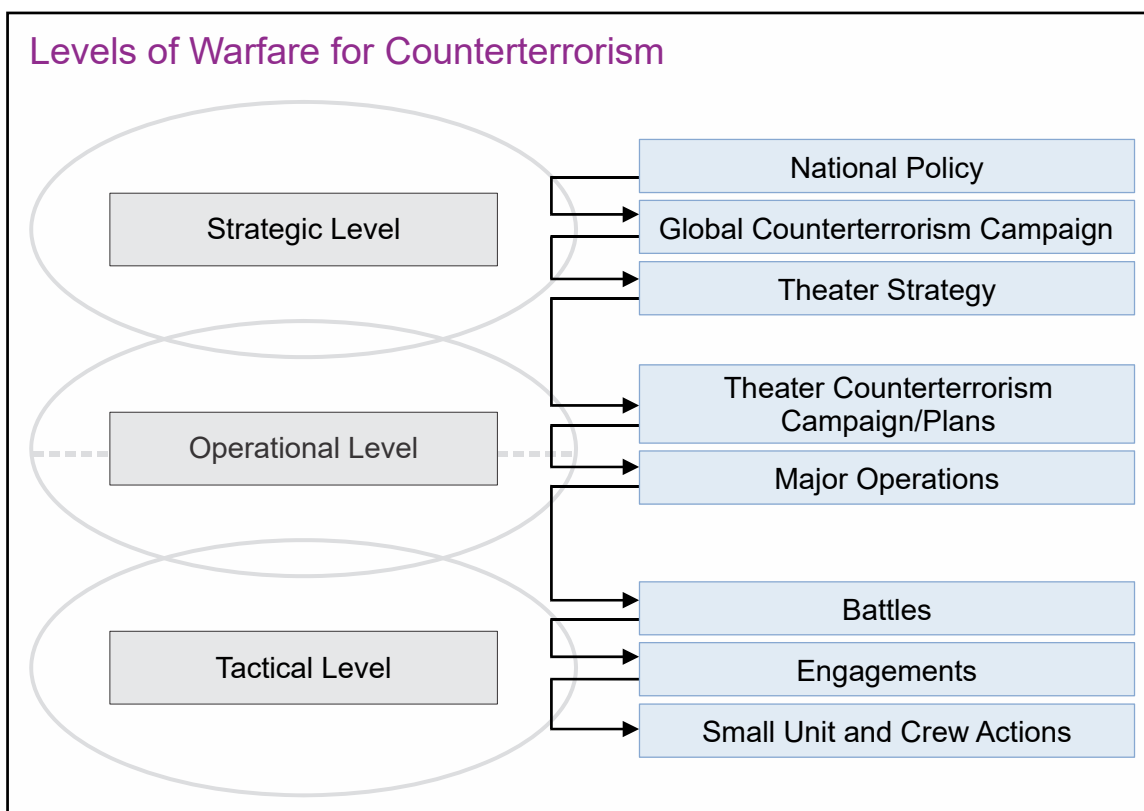 Levels of Warfare for Counterterrorism
Strategic Level
National Policy
Global Counterterrorism Campaign
Theater Strategy
Operational Level
Theater Counterterrorism
Campaign/Plans
Major Operations
Tactical Level
Battles
Engagements
Small Unit and Crew Actions